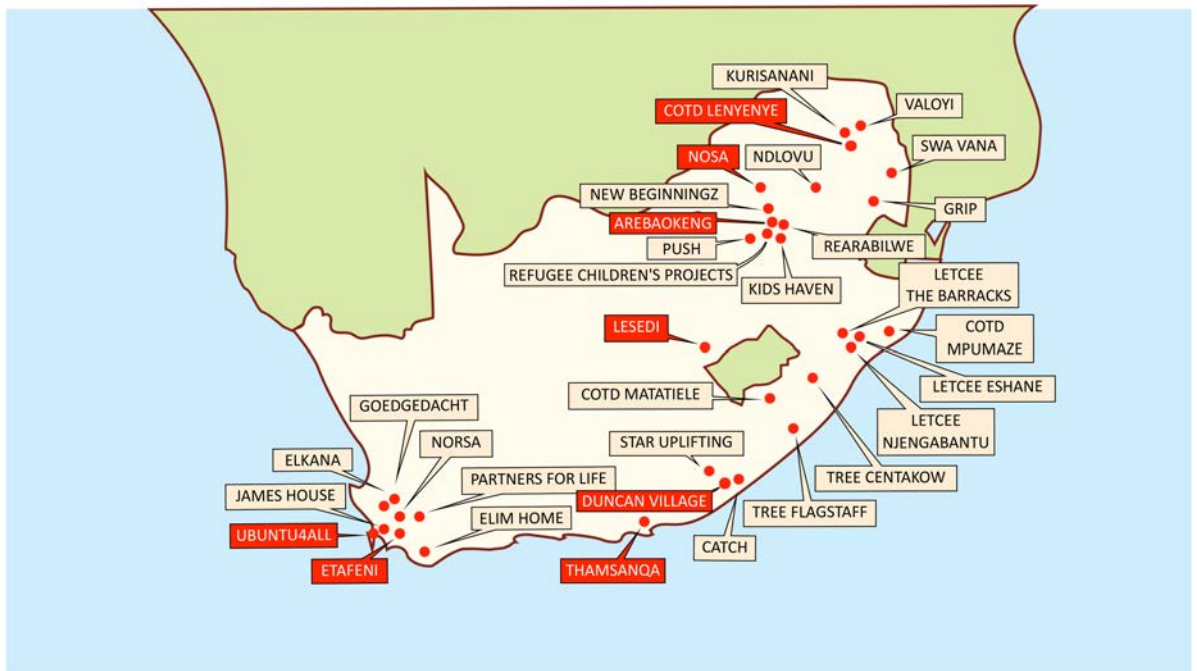 KURISANANI
COTD LENYENYE
VALOYI
NOSA
NDLOVU
SWA VANA
NEW BEGINNINGZ
GRIP
AREBAOKENG
PUSH
REARABILWE
REFUGEE CHILDREN'S PROJECTS
KIDS HAVEN
LETCEE
THE BARRACKS
LESEDI
COTD
MPUMAZE
LETCEE ESHANE
COTD MATATIELE
GOEDGEDACHT
LETCEE
NJENGABANTU
NORSA
STAR UPLIFTING
ELKANA
PARTNERS FOR LIFE
TREE CENTAKOW
JAMES HOUSE
DUNCAN VILLAGE
TREE FLAGSTAFF
ELIM HOME
UBUNTU4ALL
CATCH
ETAFENI
THAMSANQA